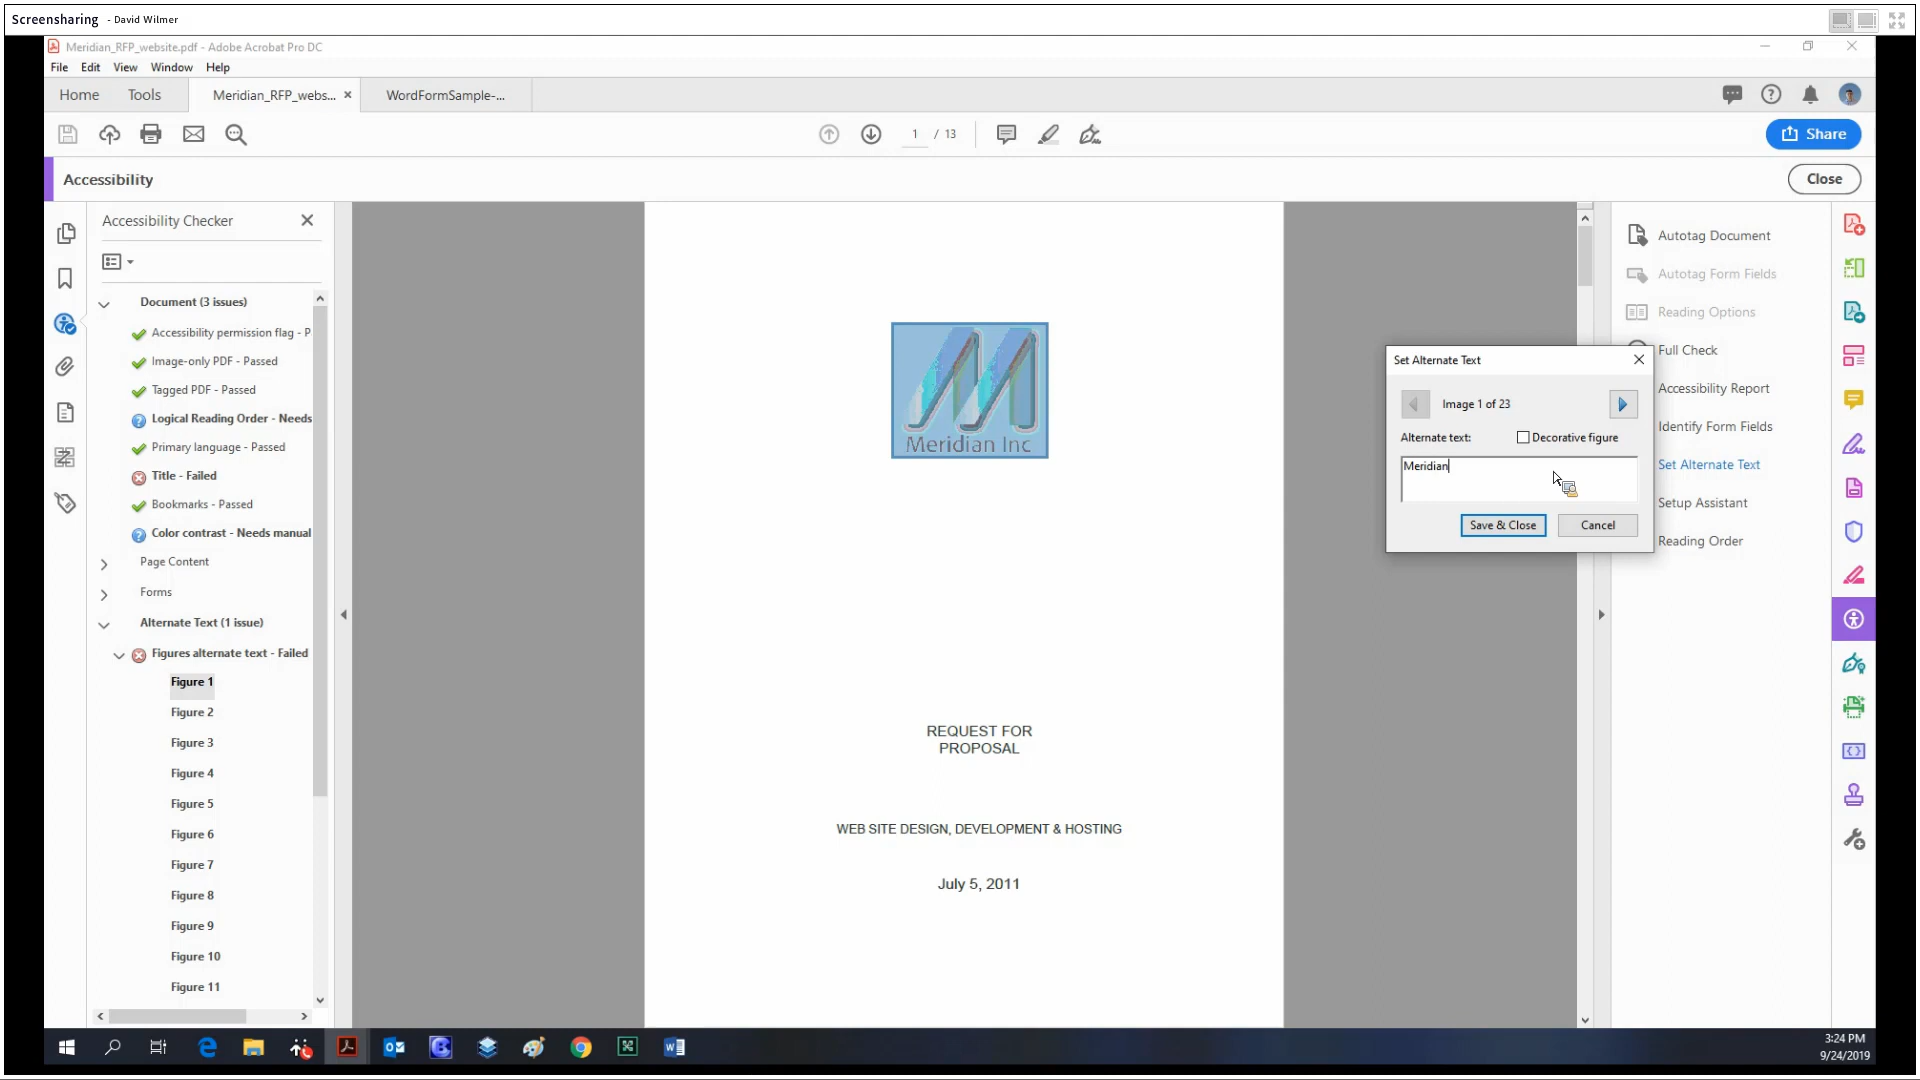 Screensharing - David Wilmer
Meridian_RFP_website.pdf - Adobe Acrobat Pro DC
File Edit View Window Help
Home Tools Meridian_RFP_webs... × WordFormSample-...
1 / 13
Share
Accessibility
Close
Accessibility Checker
Document (3 issues)
Accessibility permission flag - P
Image-only PDF - Passed
Tagged PDF - Passed
Logical Reading Order - Needs
Primary language - Passed
Title - Failed
Bookmarks - Passed
Color contrast - Needs manual
Page Content
Forms
Alternate Text (1 issue)
Figures alternate text - Failed
Figure 1
Figure 2
Figure 3
Figure 4
Figure 5
Figure 6
Figure 7
Figure 8
Figure 9
Figure 10
Figure 11
Meridian Inc
REQUEST FOR
PROPOSAL
WEB SITE DESIGN, DEVELOPMENT & HOSTING
July 5, 2011
Set Alternate Text
Image 1 of 23
Alternate text: Decorative figure
Meridian
Save & Close Cancel
Autotag Document
Autotag Form Fields
Reading Options
Full Check
Accessibility Report
Identify Form Fields
Set Alternate Text
Setup Assistant
Reading Order
3:24 PM
9/24/2019